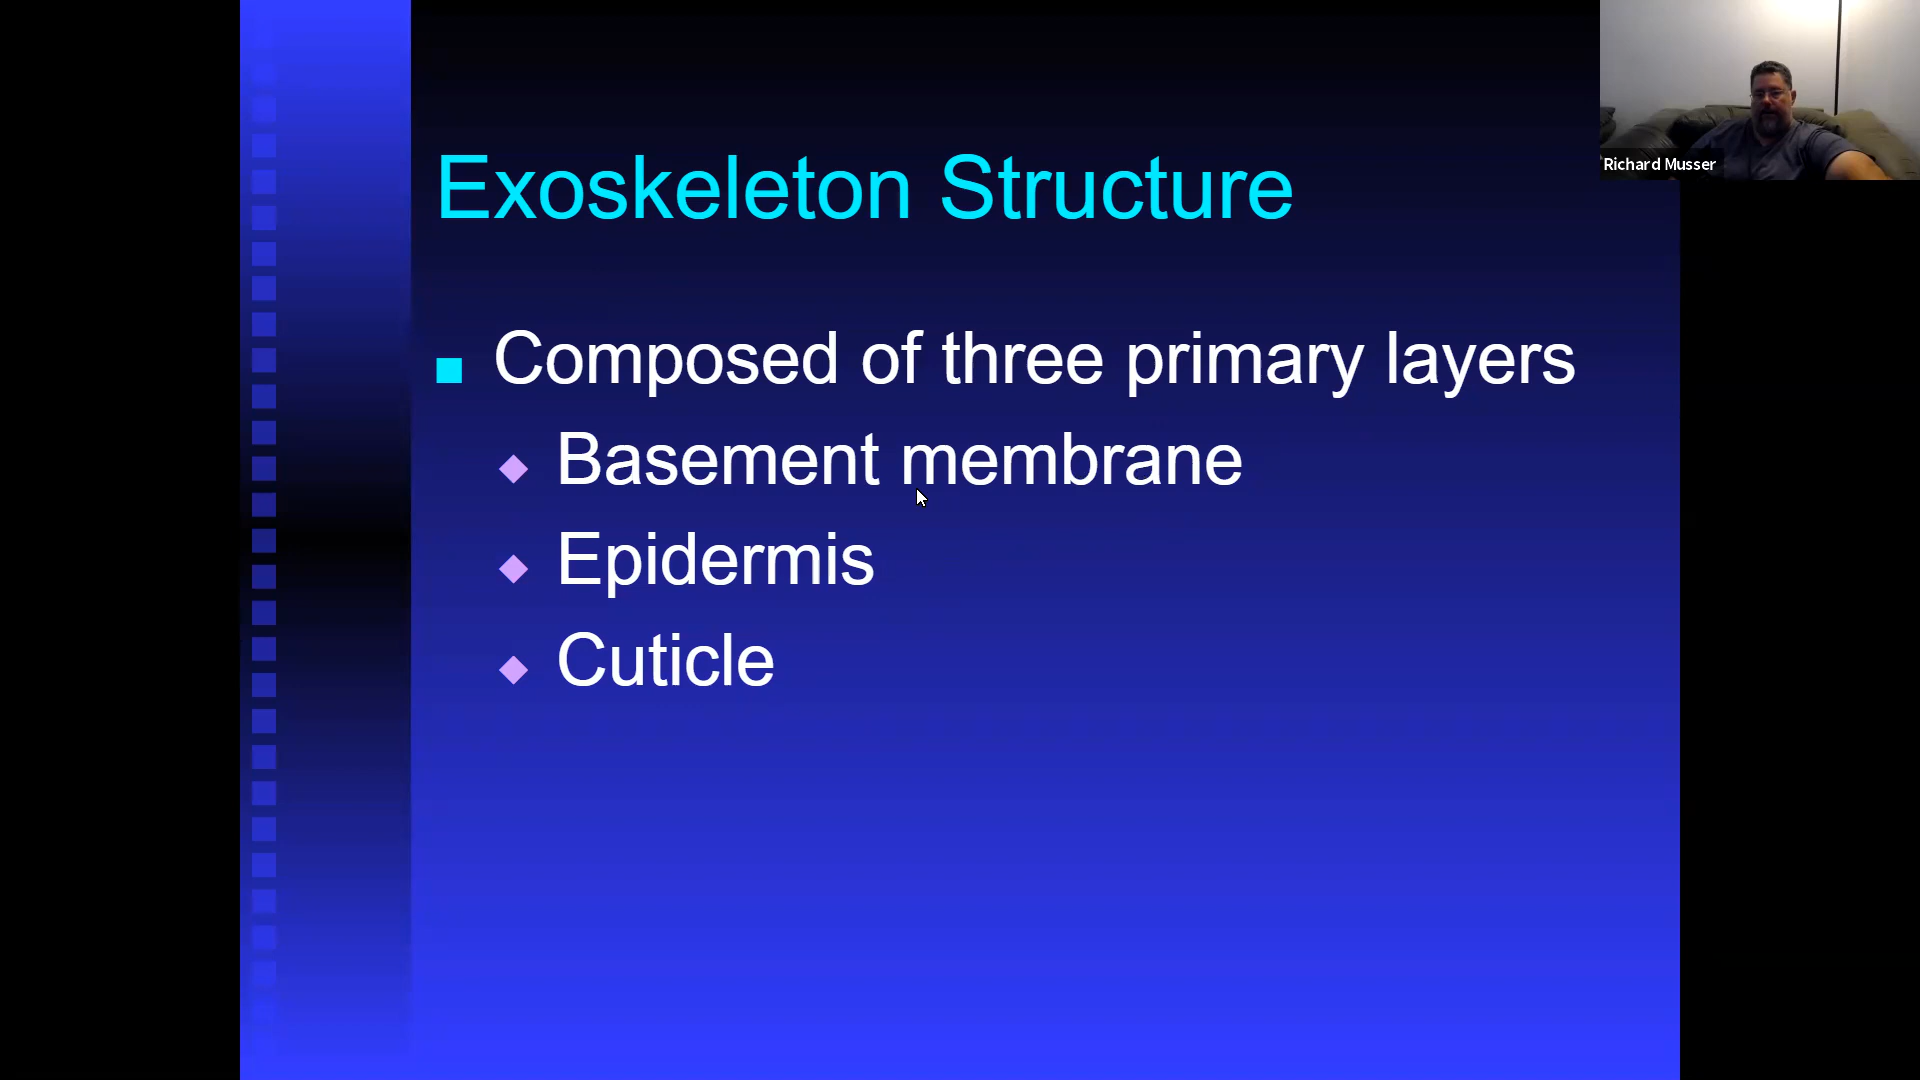 Exoskeleton Structure
Composed of three primary layers
Basement membrane
Epidermis
Cuticle
Richard Musser